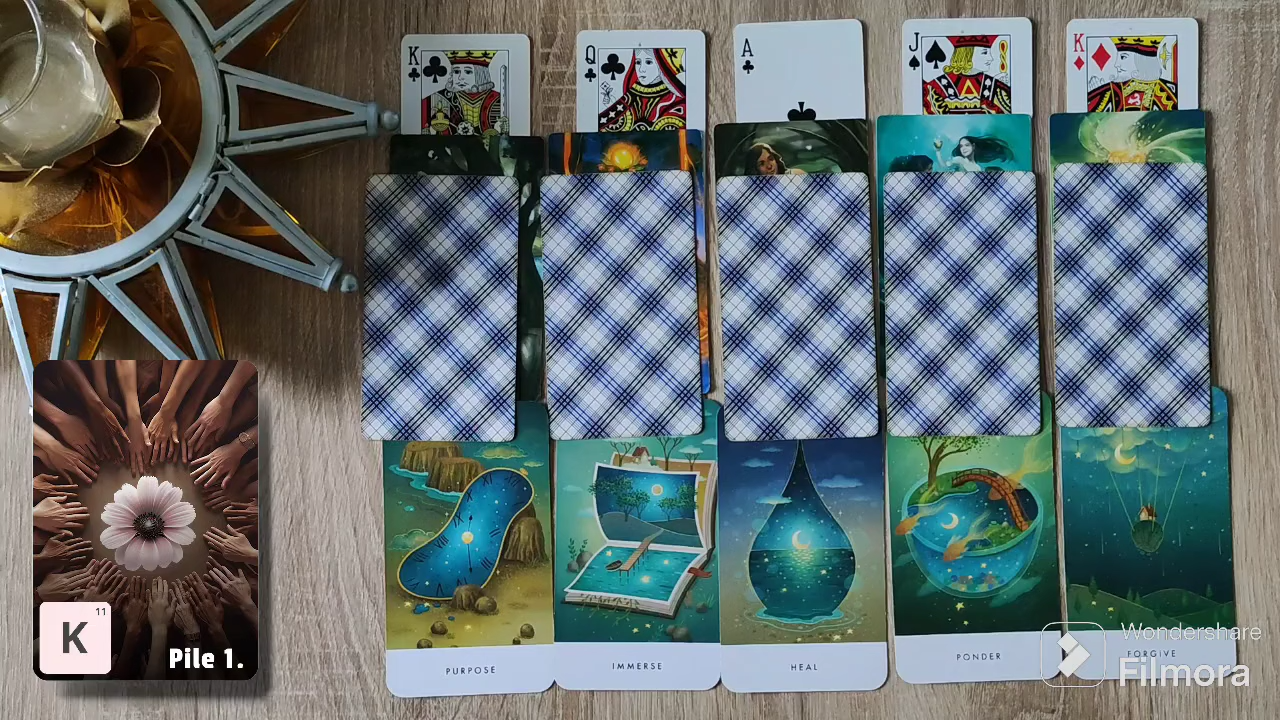 K
Q
A
J
K
11
K
Pile 1.
PURPOSE
IMMERSE
HEAL
PONDER
FORGIVE
Wondershare
Filmora